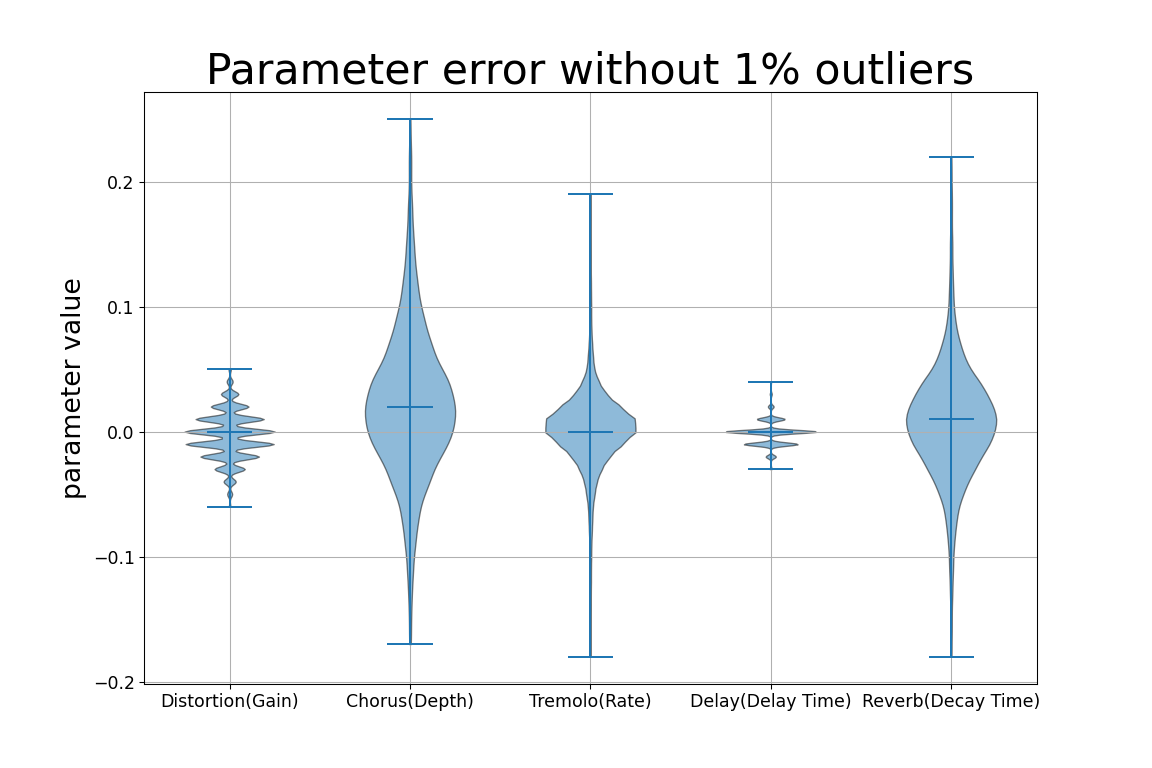 Parameter error without 1% outliers
parameter value
0.2
0.1
0.0
−0.1
−0.2
Distortion(Gain) Chorus(Depth) Tremolo(Rate) Delay(Delay Time) Reverb(Decay Time)